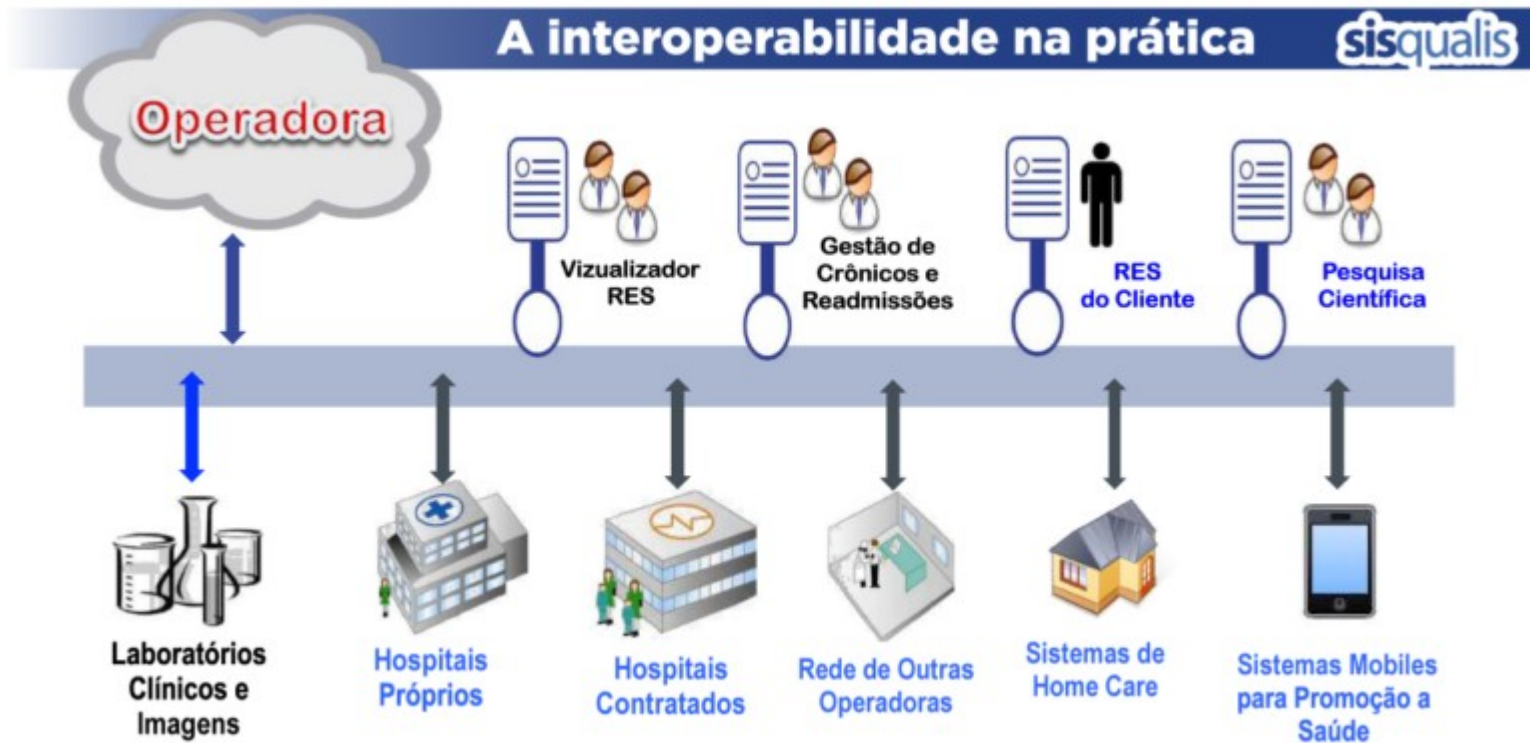 A interoperabilidade na prática
sisqualis
Operadora
Vizualizador
RES
Gestão de
Crônicos e
Readmissões
RES
do Cliente
Pesquisa
Científica
Laboratórios
Clínicos e
Imagens
Hospitais
Próprios
Hospitais
Contratados
Rede de Outras
Operadoras
Sistemas de
Home Care
Sistemas Mobiles
para Promoção a
Saúde